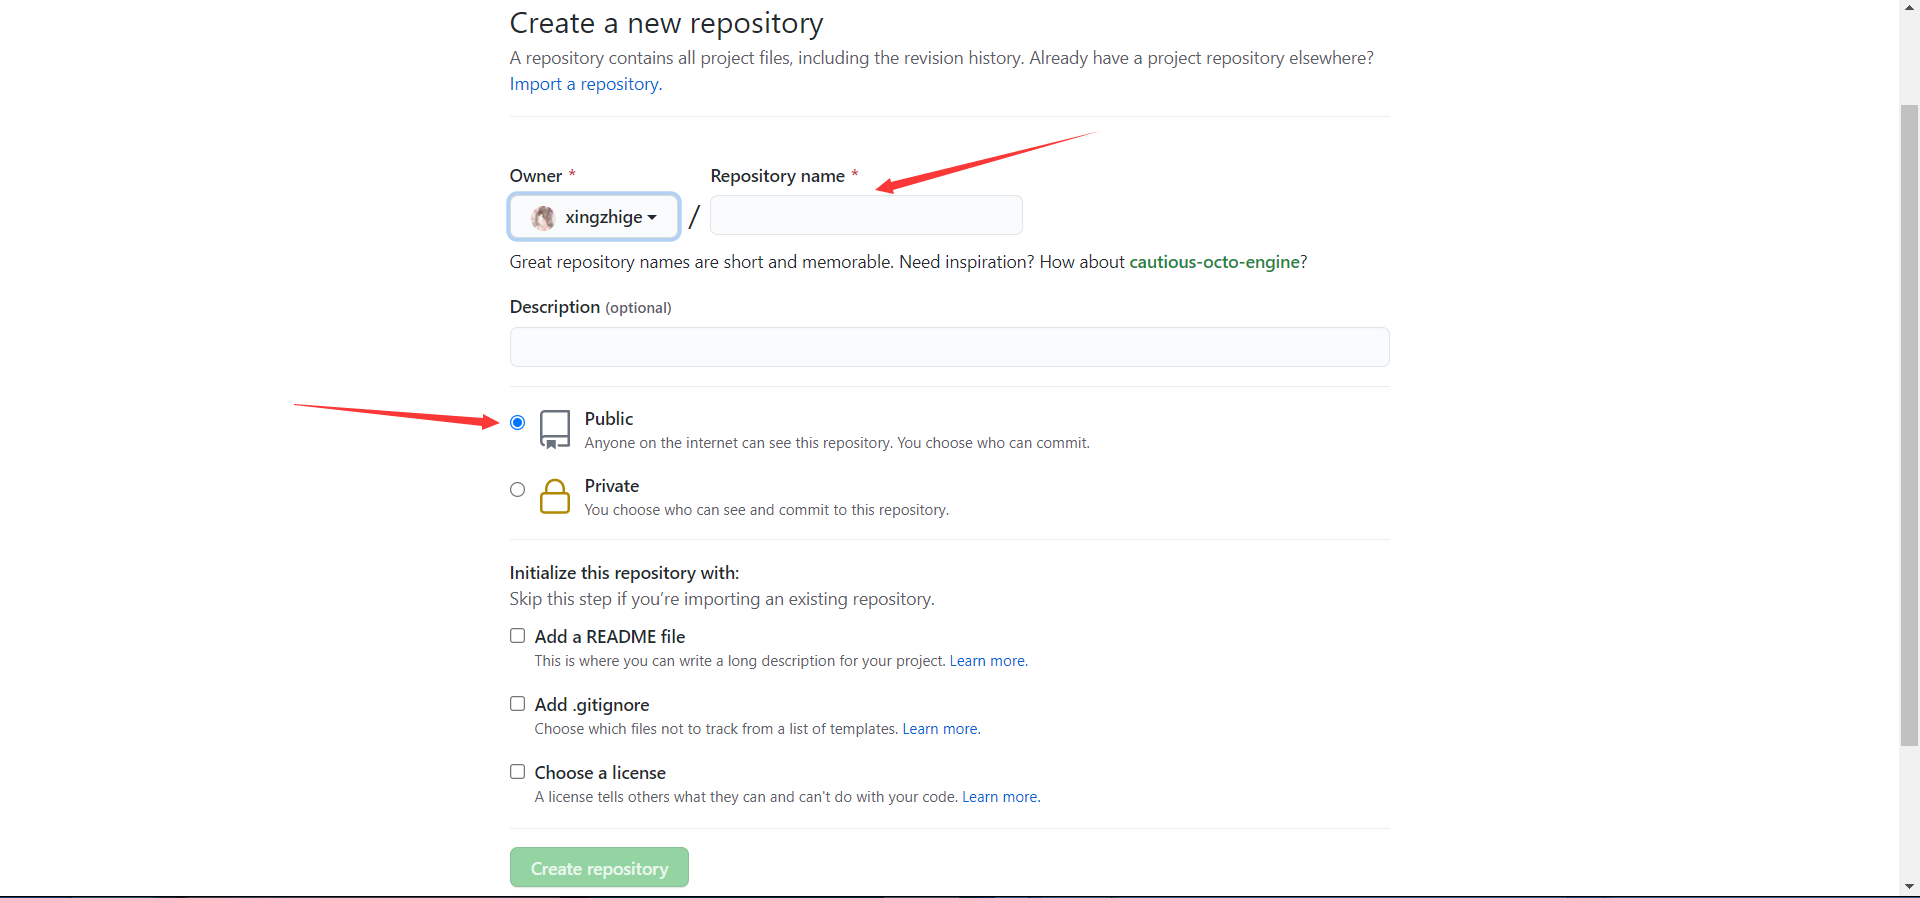 Create a new repository
A repository contains all project files, including the revision history. Already have a project repository elsewhere?
Import a repository.
Owner *
Repository name *
xingzhige
/
Great repository names are short and memorable. Need inspiration? How about cautious-octo-engine?
Description (optional)
Public
Anyone on the internet can see this repository. You choose who can commit.
Private
You choose who can see and commit to this repository.
Initialize this repository with:
Skip this step if you’re importing an existing repository.
Add a README file
This is where you can write a long description for your project. Learn more.
Add .gitignore
Choose which files not to track from a list of templates. Learn more.
Choose a license
A license tells others what they can and can't do with your code. Learn more.
Create repository